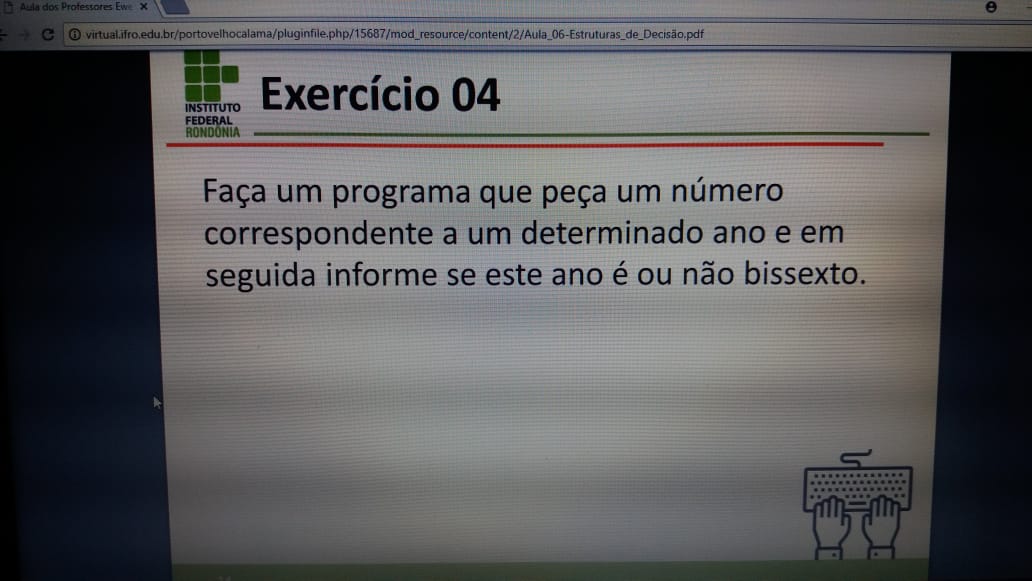 Aula dos Professores Ewe
virtual.ifro.edu.br/portovelhocalama/pluginfile.php/15687/mod_resource/content/2/Aula_06-Estruturas_de_Decisão.pdf
INSTITUTO
FEDERAL
RONDÔNIA
Exercício 04
Faça um programa que peça um número
correspondente a um determinado ano e em
seguida informe se este ano é ou não bissexto.